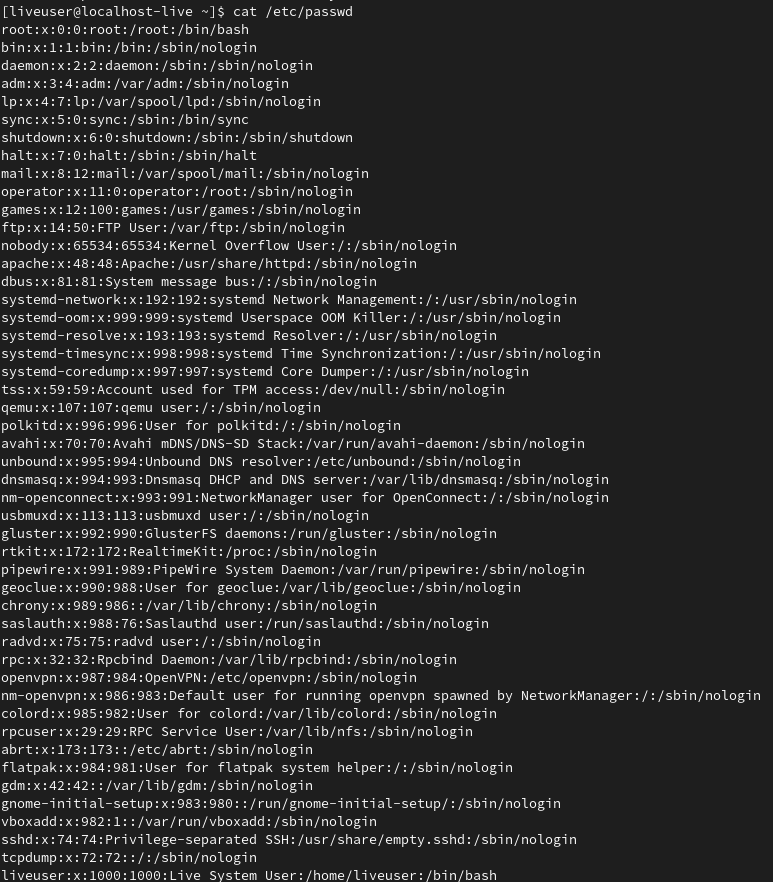 [liveuser@localhost-live ~]$ cat /etc/passwd
root:x:0:0:root:/root:/bin/bash
bin:x:1:1:bin:/bin:/sbin/nologin
daemon:x:2:2:daemon:/sbin:/sbin/nologin
adm:x:3:4:adm:/var/adm:/sbin/nologin
lp:x:4:7:lp:/var/spool/lpd:/sbin/nologin
sync:x:5:0:sync:/sbin:/bin/sync
shutdown:x:6:0:shutdown:/sbin:/sbin/shutdown
halt:x:7:0:halt:/sbin:/sbin/halt
mail:x:8:12:mail:/var/spool/mail:/sbin/nologin
operator:x:11:0:operator:/root:/sbin/nologin
games:x:12:100:games:/usr/games:/sbin/nologin
ftp:x:14:50:FTP User:/var/ftp:/sbin/nologin
nobody:x:65534:65534:Kernel Overflow User:/:/sbin/nologin
apache:x:48:48:Apache:/usr/share/httpd:/sbin/nologin
dbus:x:81:81:System message bus:/:/sbin/nologin
systemd-network:x:192:192:systemd Network Management:/:/usr/sbin/nologin
systemd-oom:x:999:999:systemd Userspace OOM Killer:/:/usr/sbin/nologin
systemd-resolve:x:193:193:systemd Resolver:/:/usr/sbin/nologin
systemd-timesync:x:998:998:systemd Time Synchronization:/:/usr/sbin/nologin
systemd-coredump:x:997:997:systemd Core Dumper:/:/usr/sbin/nologin
tss:x:59:59:Account used for TPM access:/dev/null:/sbin/nologin
qemu:x:107:107:qemu user:/:/sbin/nologin
polkitd:x:996:996:User for polkitd:/:/sbin/nologin
avahi:x:70:70:Avahi mDNS/DNS-SD Stack:/var/run/avahi-daemon:/sbin/nologin
unbound:x:995:994:Unbound DNS resolver:/etc/unbound:/sbin/nologin
dnsmasq:x:994:993:Dnsmasq DHCP and DNS server:/var/lib/dnsmasq:/sbin/nologin
nm-openconnect:x:993:991:NetworkManager user for OpenConnect:/:/sbin/nologin
usbmuxd:x:113:113:usbmuxd user:/:/sbin/nologin
gluster:x:992:990:GlusterFS daemons:/run/gluster:/sbin/nologin
rtkit:x:172:172:RealtimeKit:/proc:/sbin/nologin
pipewire:x:991:989:PipeWire System Daemon:/var/run/pipewire:/sbin/nologin
geoclue:x:990:988:User for geoclue:/var/lib/geoclue:/sbin/nologin
chrony:x:989:986::/var/lib/chrony:/sbin/nologin
saslauth:x:988:76:Saslauthd user:/run/saslauthd:/sbin/nologin
radvd:x:75:75:radvd user:/:/sbin/nologin
rpc:x:32:32:Rpcbind Daemon:/var/lib/rpcbind:/sbin/nologin
openvpn:x:987:984:OpenVPN:/etc/openvpn:/sbin/nologin
nm-openvpn:x:986:983:Default user for running openvpn spawned by NetworkManager:/:/sbin/nologin
colord:x:985:982:User for colord:/var/lib/colord:/sbin/nologin
rpcuser:x:29:29:RPC Service User:/var/lib/nfs:/sbin/nologin
abrt:x:173:173::/etc/abrt:/sbin/nologin
flatpak:x:984:981:User for flatpak system helper:/:/sbin/nologin
gdm:x:42:42::/var/lib/gdm:/sbin/nologin
gnome-initial-setup:x:983:980::/run/gnome-initial-setup/:/sbin/nologin
vboxadd:x:982:1::/var/run/vboxadd:/sbin/nologin
sshd:x:74:74:Privilege-separated SSH:/usr/share/empty.sshd:/sbin/nologin
tcpdump:x:72:72::/:/sbin/nologin
liveuser:x:1000:1000:Live System User:/home/liveuser:/bin/bash